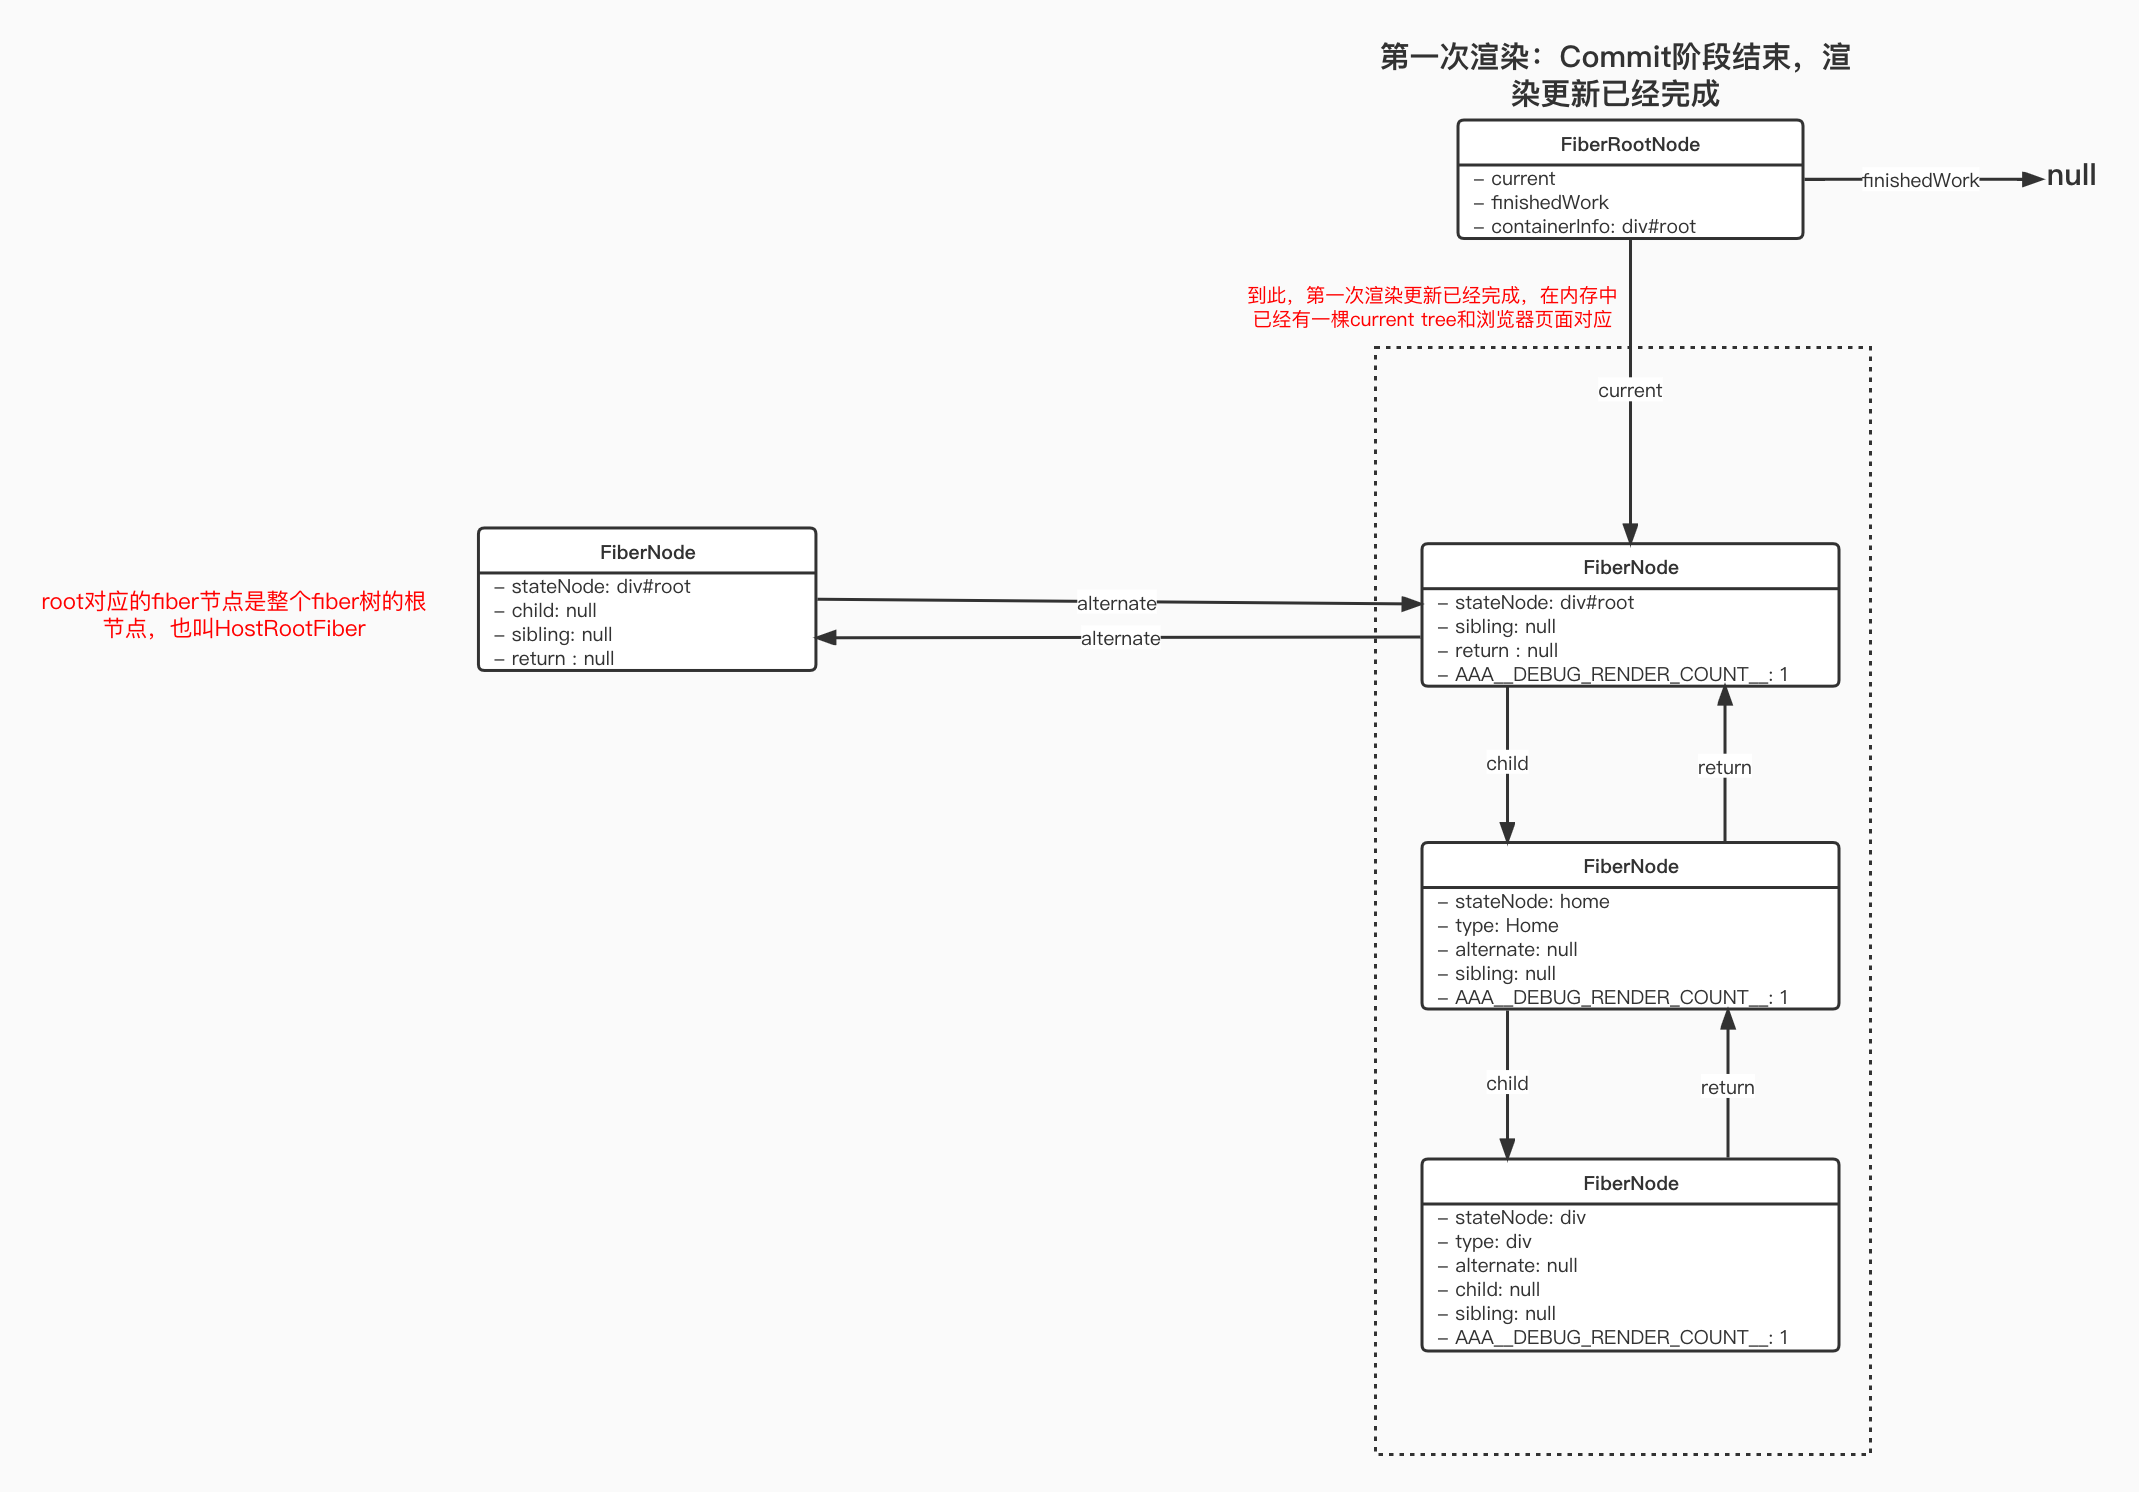 第一次渲染：Commit阶段结束，渲
染更新已经完成
FiberRootNode
– current
– finishedWork
– containerInfo: div#root
finishedWork
null
到此，第一次渲染更新已经完成，在内存中
已经有一棵current tree和浏览器页面对应
current
root对应的fiber节点是整个fiber树的根
节点，也叫HostRootFiber
FiberNode
– stateNode: div#root
– child: null
– sibling: null
– return : null
alternate
alternate
FiberNode
– stateNode: div#root
– sibling: null
– return : null
– AAA__DEBUG_RENDER_COUNT__: 1
child
return
FiberNode
– stateNode: home
– type: Home
– alternate: null
– sibling: null
– AAA__DEBUG_RENDER_COUNT__: 1
child
return
FiberNode
– stateNode: div
– type: div
– alternate: null
– child: null
– sibling: null
– AAA__DEBUG_RENDER_COUNT__: 1